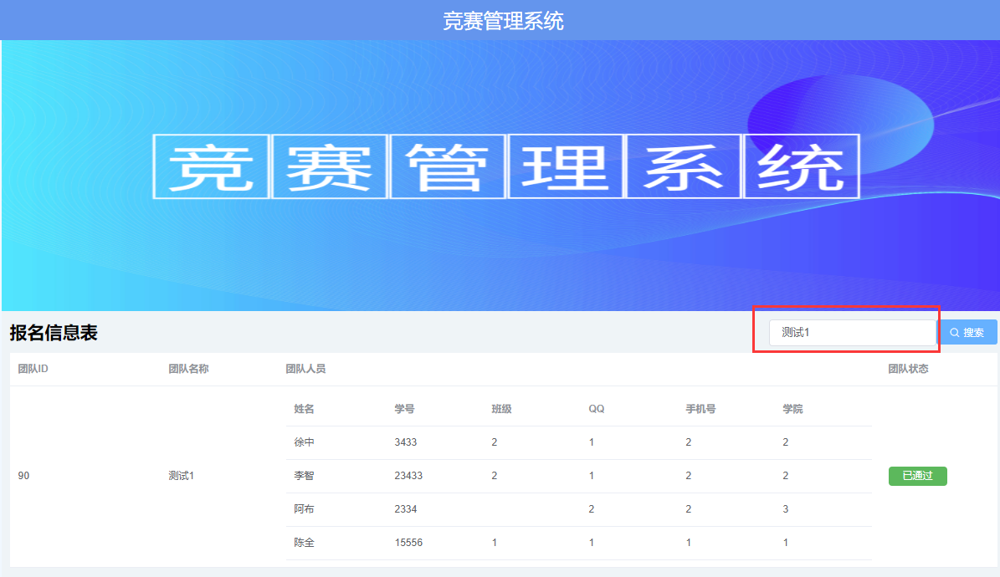 竞赛管理系统
竞赛管理系统
报名信息表 测试1 搜索
团队ID 团队名称 团队人员 团队状态
姓名 学号 班级 QQ 手机号 学院
徐中 3433 2 1 2 2
90 测试1 李智 23433 2 1 2 2 已通过
阿布 2334 2 2 3
陈全 15556 1 1 1 1